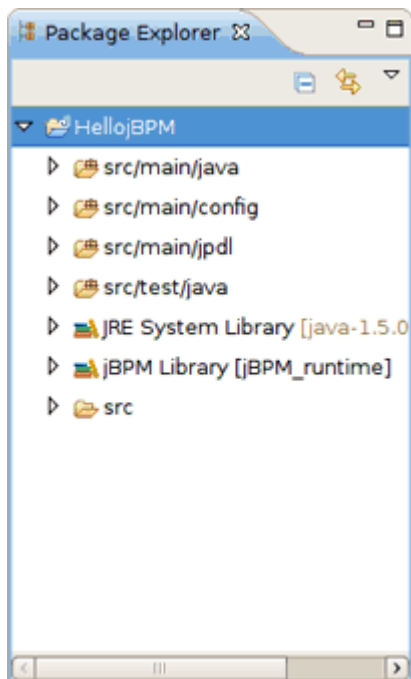 Package Explorer
HellojBPM
src/main/java
src/main/config
src/main/jpdl
src/test/java
JRE System Library [java-1.5.0
jBPM Library [jBPM_runtime]
src